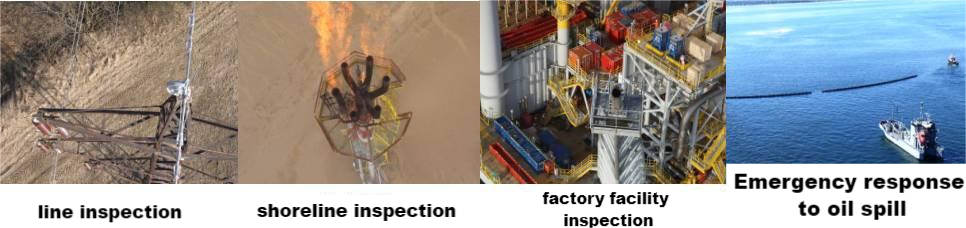 line inspection
shoreline inspection
factory facility
inspection
Emergency response
to oil spill